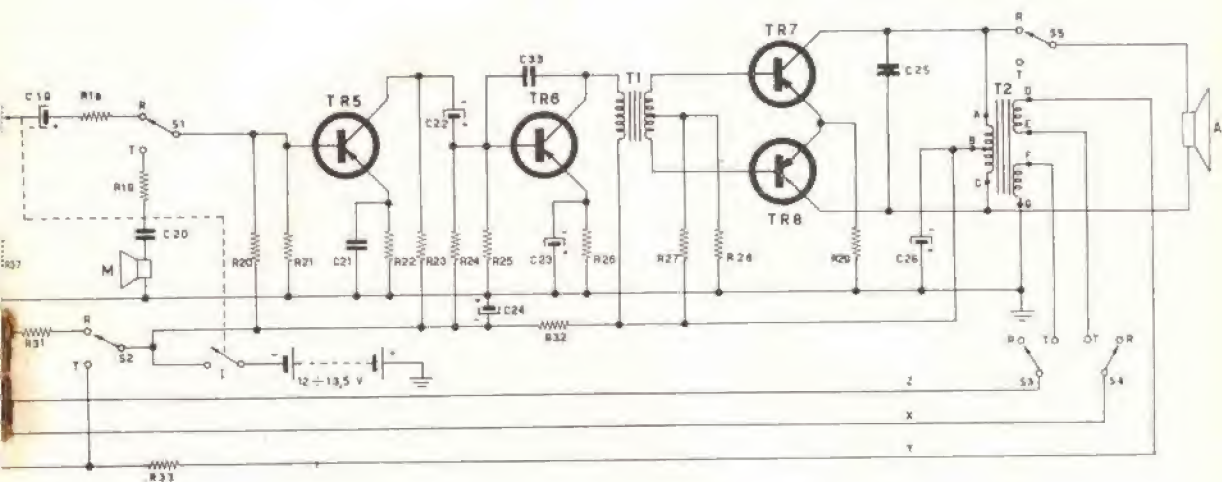 TR7
R
S5
C33
C25
T
T1
T2
D
C19
R18
TR5
TR6
A
E
R
S1
C22
B
F
A
T
C
G
R19
TR8
C20
M
R37
R20
R21
C21
R22
R23
R24
R25
C23
R26
R27
R28
R29
C26
C24
R31
R
S2
R32
T
I
12 ÷ 13,5 V
R
T
T
R
S3
S4
Z
X
Y
R33